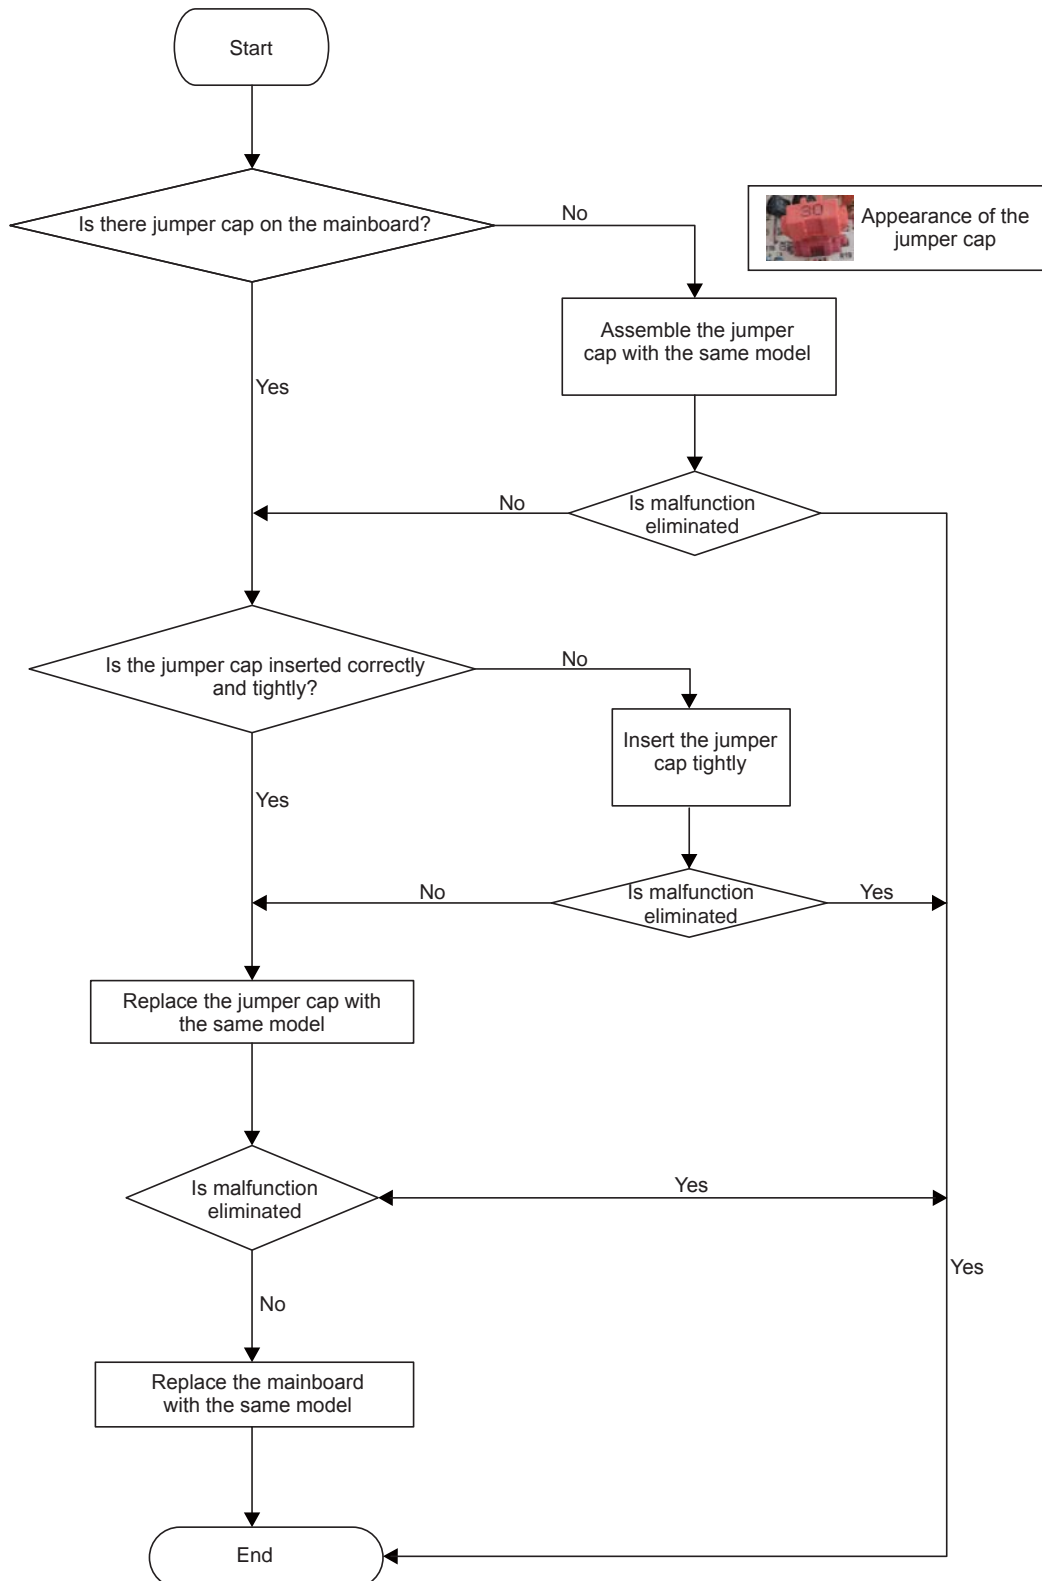 Start
Is there jumper cap on the mainboard?
No
30
Appearance of the
jumper cap
Assemble the jumper
cap with the same model
Yes
No
Is malfunction
eliminated
Is the jumper cap inserted correctly
and tightly?
No
Insert the jumper
cap tightly
Yes
No
Is malfunction
eliminated
Yes
Replace the jumper cap with
the same model
Is malfunction
eliminated
Yes
Yes
No
Replace the mainboard
with the same model
End